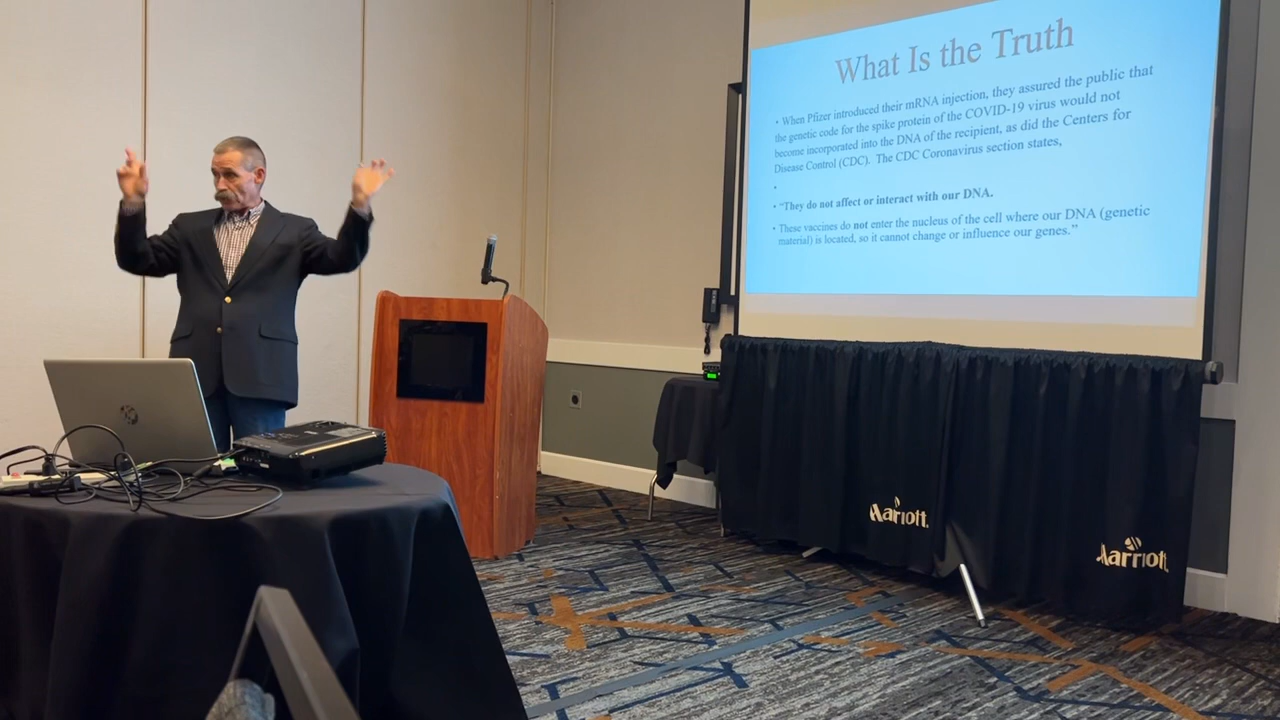 What Is the Truth
• When Pfizer introduced their mRNA injection, they assured the public that
the genetic code for the spike protein of the COVID-19 virus would not
become incorporated into the DNA of the recipient, as did the Centers for
Disease Control (CDC). The CDC Coronavirus section states,
•
• “They do not affect or interact with our DNA.
• These vaccines do not enter the nucleus of the cell where our DNA (genetic
material) is located, so it cannot change or influence our genes.”
Marriott
Marriott
hp